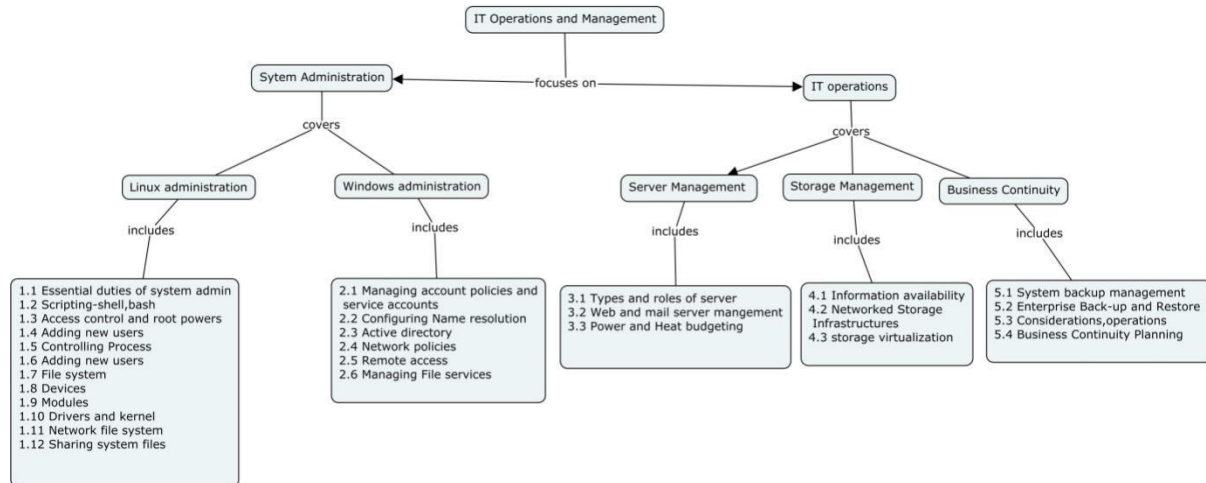 IT Operations and Management
focuses on
Sytem Administration
IT operations
covers
covers
Linux administration
Windows administration
Server Management
Storage Management
Business Continuity
includes
includes
includes
includes
includes
1.1 Essential duties of system admin
1.2 Scripting-shell,bash
1.3 Access control and root powers
1.4 Adding new users
1.5 Controlling Process
1.6 Adding new users
1.7 File system
1.8 Devices
1.9 Modules
1.10 Drivers and kernel
1.11 Network file system
1.12 Sharing system files
2.1 Managing account policies and
service accounts
2.2 Configuring Name resolution
2.3 Active directory
2.4 Network policies
2.5 Remote access
2.6 Managing File services
3.1 Types and roles of server
3.2 Web and mail server mangement
3.3 Power and Heat budgeting
4.1 Information availability
4.2 Networked Storage
Infrastructures
4.3 storage virtualization
5.1 System backup management
5.2 Enterprise Back-up and Restore
5.3 Considerations,operations
5.4 Business Continuity Planning